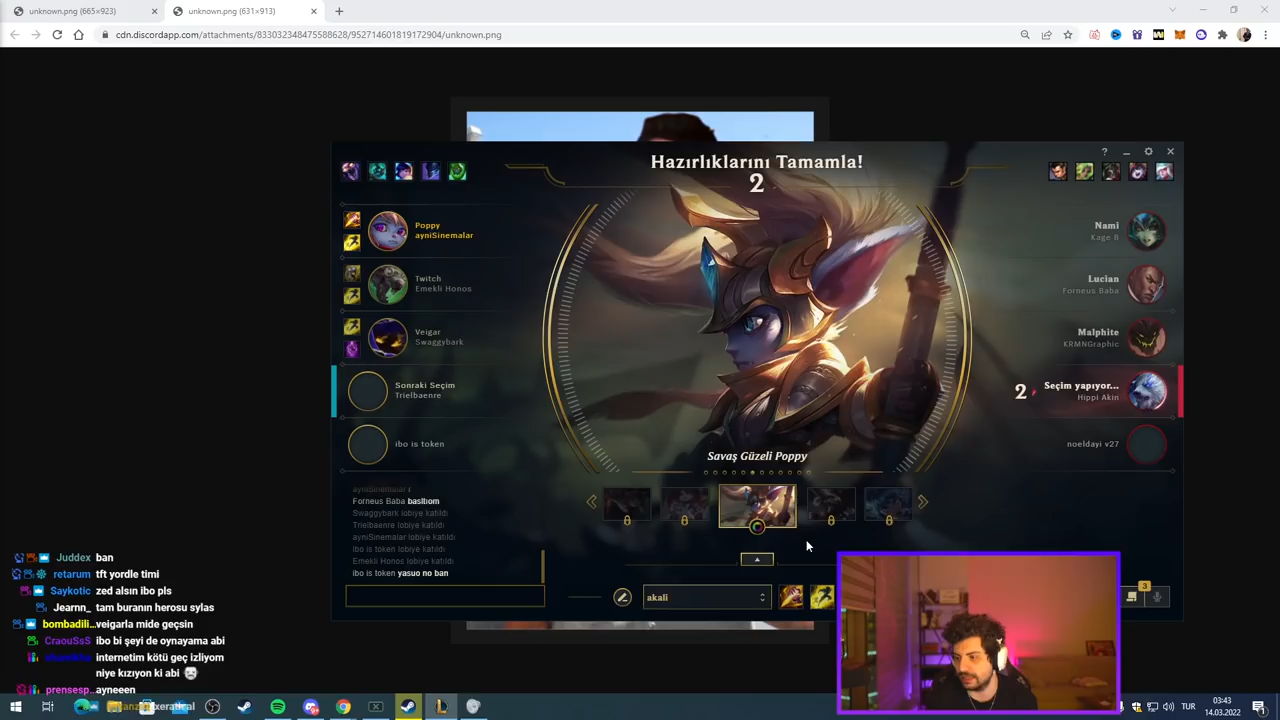 unknown.png (665×923)
unknown.png (631×913)
cdn.discordapp.com/attachments/833032348475588628/952714601819172904/unknown.png
Hazırlıklarını Tamamla!
2
Poppy
ayniSinemalar
Twitch
Emekli Honos
Veigar
Swaggybark
Sonraki Seçim
Trielbaenre
ibo is token
Nami
Kage B
Lucian
Forneus Baba
Malphite
KRMNGraphic
2
Seçim yapıyor...
Hippi Akin
noeldayi v27
Savaş Güzeli Poppy
Forneus Baba bastıom
Swaggybark lobiye katıldı
Trielbaenre lobiye katıldı
ayniSinemalar lobiye katıldı
ibo is token lobiye katıldı
Emekli Honos lobiye katıldı
ibo is token yasuo no ban
akali
3
Juddex ban
retarum tft yordle timi
Saykotic zed alsın ibo pls
Jearnn_ tam buranın herosu sylas
bombadili... veigarla mide geçsin
CraouSsS ibo bi şeyi de oynayama abi
internetim kötü geç izliyom
niye kızıyon ki abi
prensesp... ayneeen
TUR
03:43
14.03.2022